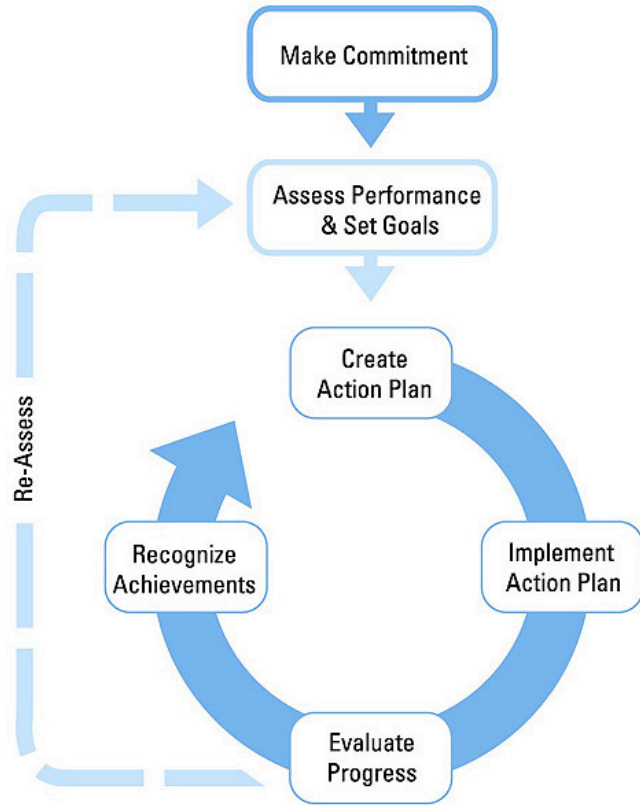 Make Commitment
Assess Performance
& Set Goals
Create
Action Plan
Re-Assess
Recognize
Achievements
Implement
Action Plan
Evaluate
Progress